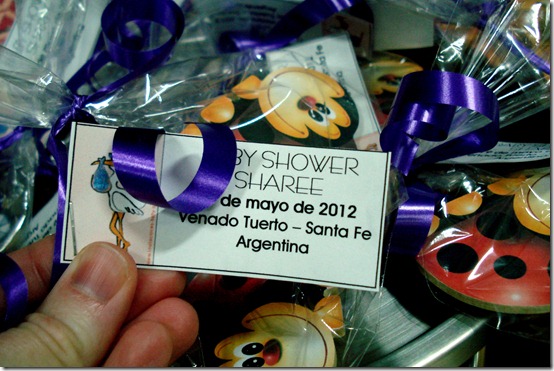 BY SHOWER
SHAREE
de mayo de 2012
Venado Tuerto – Santa Fe
Argentina